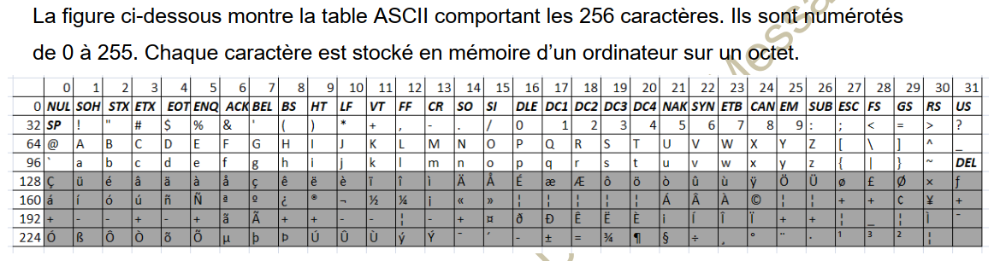 La figure ci-dessous montre la table ASCII comportant les 256 caractères. Ils sont numérotés
de 0 à 255. Chaque caractère est stocké en mémoire d'un ordinateur sur un octet.
0 1 2 3 4 5 6 7 8 9 10 11 12 13 14 15 16 17 18 19 20 21 22 23 24 25 26 27 28 29 30 31
0 NUL SOH STX ETX EOT ENQ ACK BEL BS HT LF VT FF CR SO SI DLE DC1 DC2 DC3 DC4 NAK SYN ETB CAN EM SUB ESC FS GS RS US
32 SP ! " # $ % & ' ( ) * + , - . / 0 1 2 3 4 5 6 7 8 9 : ; < = > ?
64 @ A B C D E F G H I J K L M N O P Q R S T U V W X Y Z [ \ ] ^ _
96 ` a b c d e f g h i j k l m n o p q r s t u v w x y z { | } ~ DEL
128 Ç ü é â ä à å ç ê ë è ï î ì Ä Å É æ Æ ô ö ò û ù ÿ Ö Ü ø £ Ø × ƒ
160 á í ó ú ñ Ñ ª º ¿ ® ¬ ½ ¼ ¡ « » ¦ ¦ ¦ ¦ ¦ Á Â À © ¦ ¦ + + ¢ ¥ +
192 + - - + - + ã Ã + + - - ¦ - + ¤ ð Ð Ê Ë È i Í Î Ï + + ¦ _ ¦ Ì ¯
224 Ó ß Ô Ò õ Õ µ þ Þ Ú Û Ù ý Ý ¯ ´ - ± = ¾ ¶ § ÷ ¸ ° ¨ · ¹ ³ ² ¦